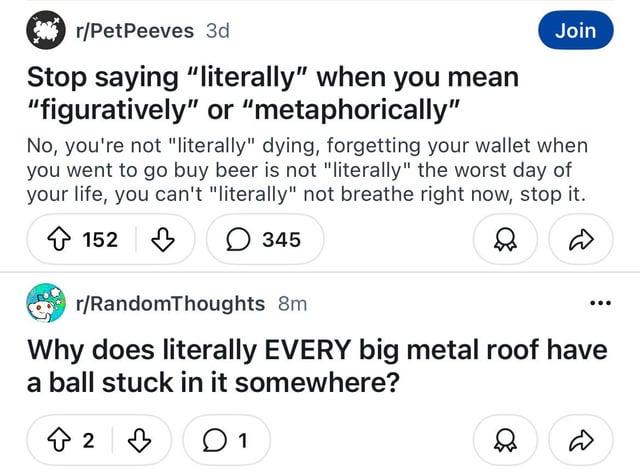 r/PetPeeves 3d
Join
Stop saying “literally” when you mean
“figuratively” or “metaphorically”
No, you're not "literally" dying, forgetting your wallet when
you went to go buy beer is not "literally" the worst day of
your life, you can't "literally" not breathe right now, stop it.
152 345
r/RandomThoughts 8m
Why does literally EVERY big metal roof have
a ball stuck in it somewhere?
2 1